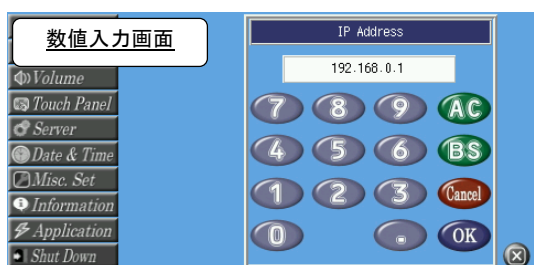 数値入力画面
Volume
Touch Panel
Server
Date & Time
Misc. Set
Information
Application
Shut Down
IP Address
192.168.0.1
7 8 9 AC
4 5 6 BS
1 2 3 Cancel
0 . OK